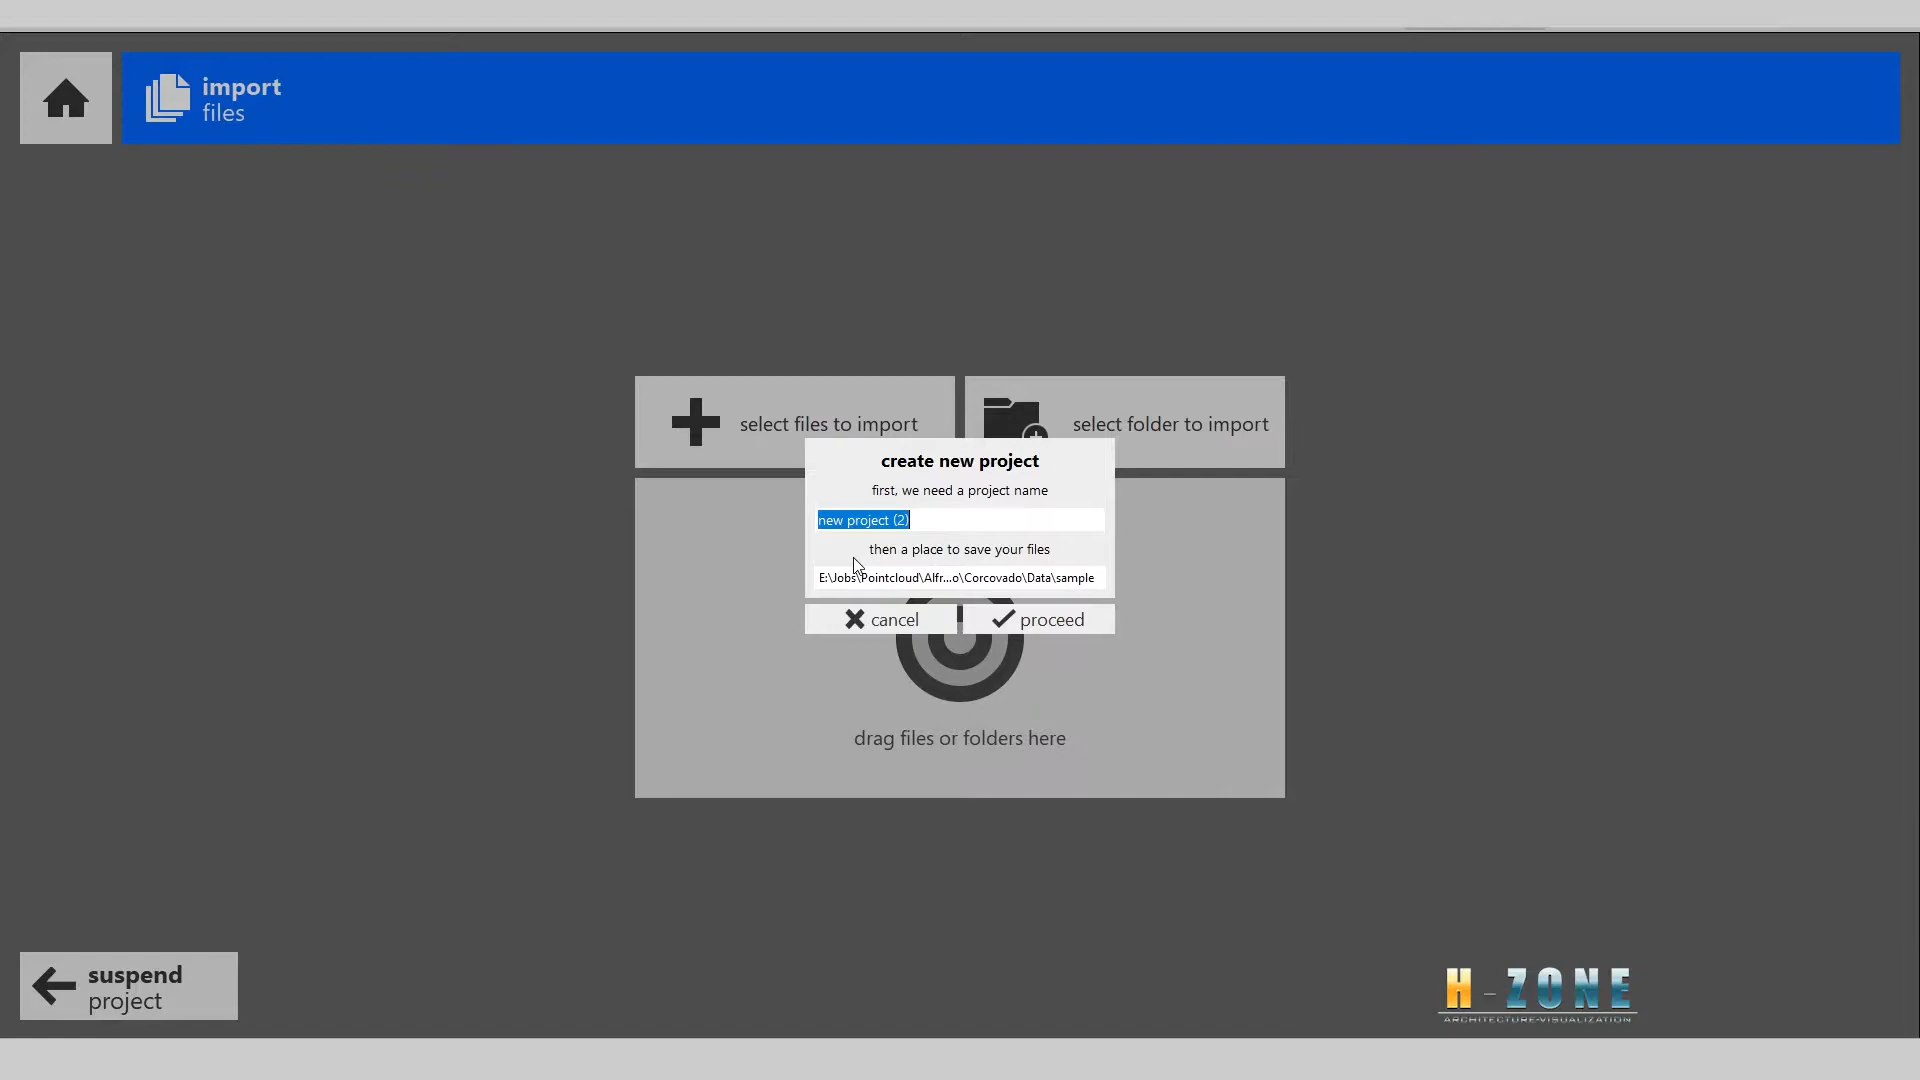 import
files
select files to import
select folder to import
create new project
first, we need a project name
new project (2)
then a place to save your files
E:\Jobs\Pointcloud\Alfr...o\Corcovado\Data\sample
cancel
proceed
drag files or folders here
suspend
project
H-ZONE
ARCHITECTURE-VISUALIZATION